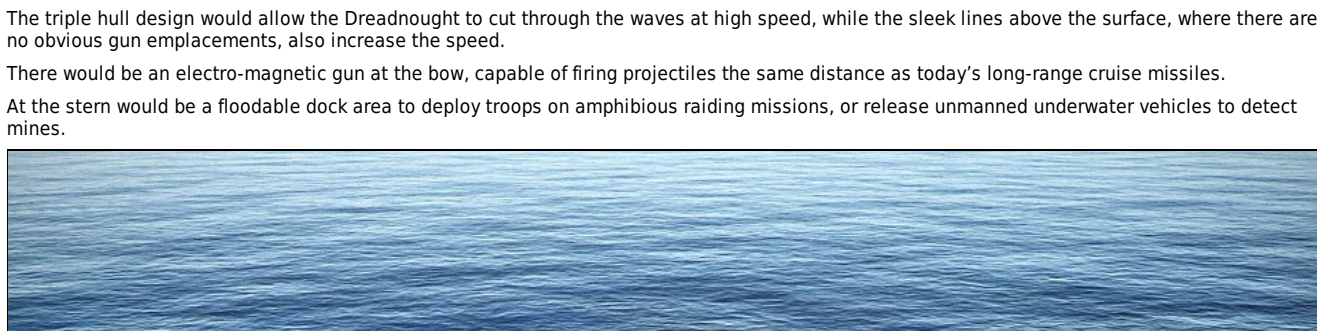 The triple hull design would allow the Dreadnought to cut through the waves at high speed, while the sleek lines above the surface, where there are
no obvious gun emplacements, also increase the speed.
There would be an electro-magnetic gun at the bow, capable of firing projectiles the same distance as today’s long-range cruise missiles.
At the stern would be a floodable dock area to deploy troops on amphibious raiding missions, or release unmanned underwater vehicles to detect
mines.